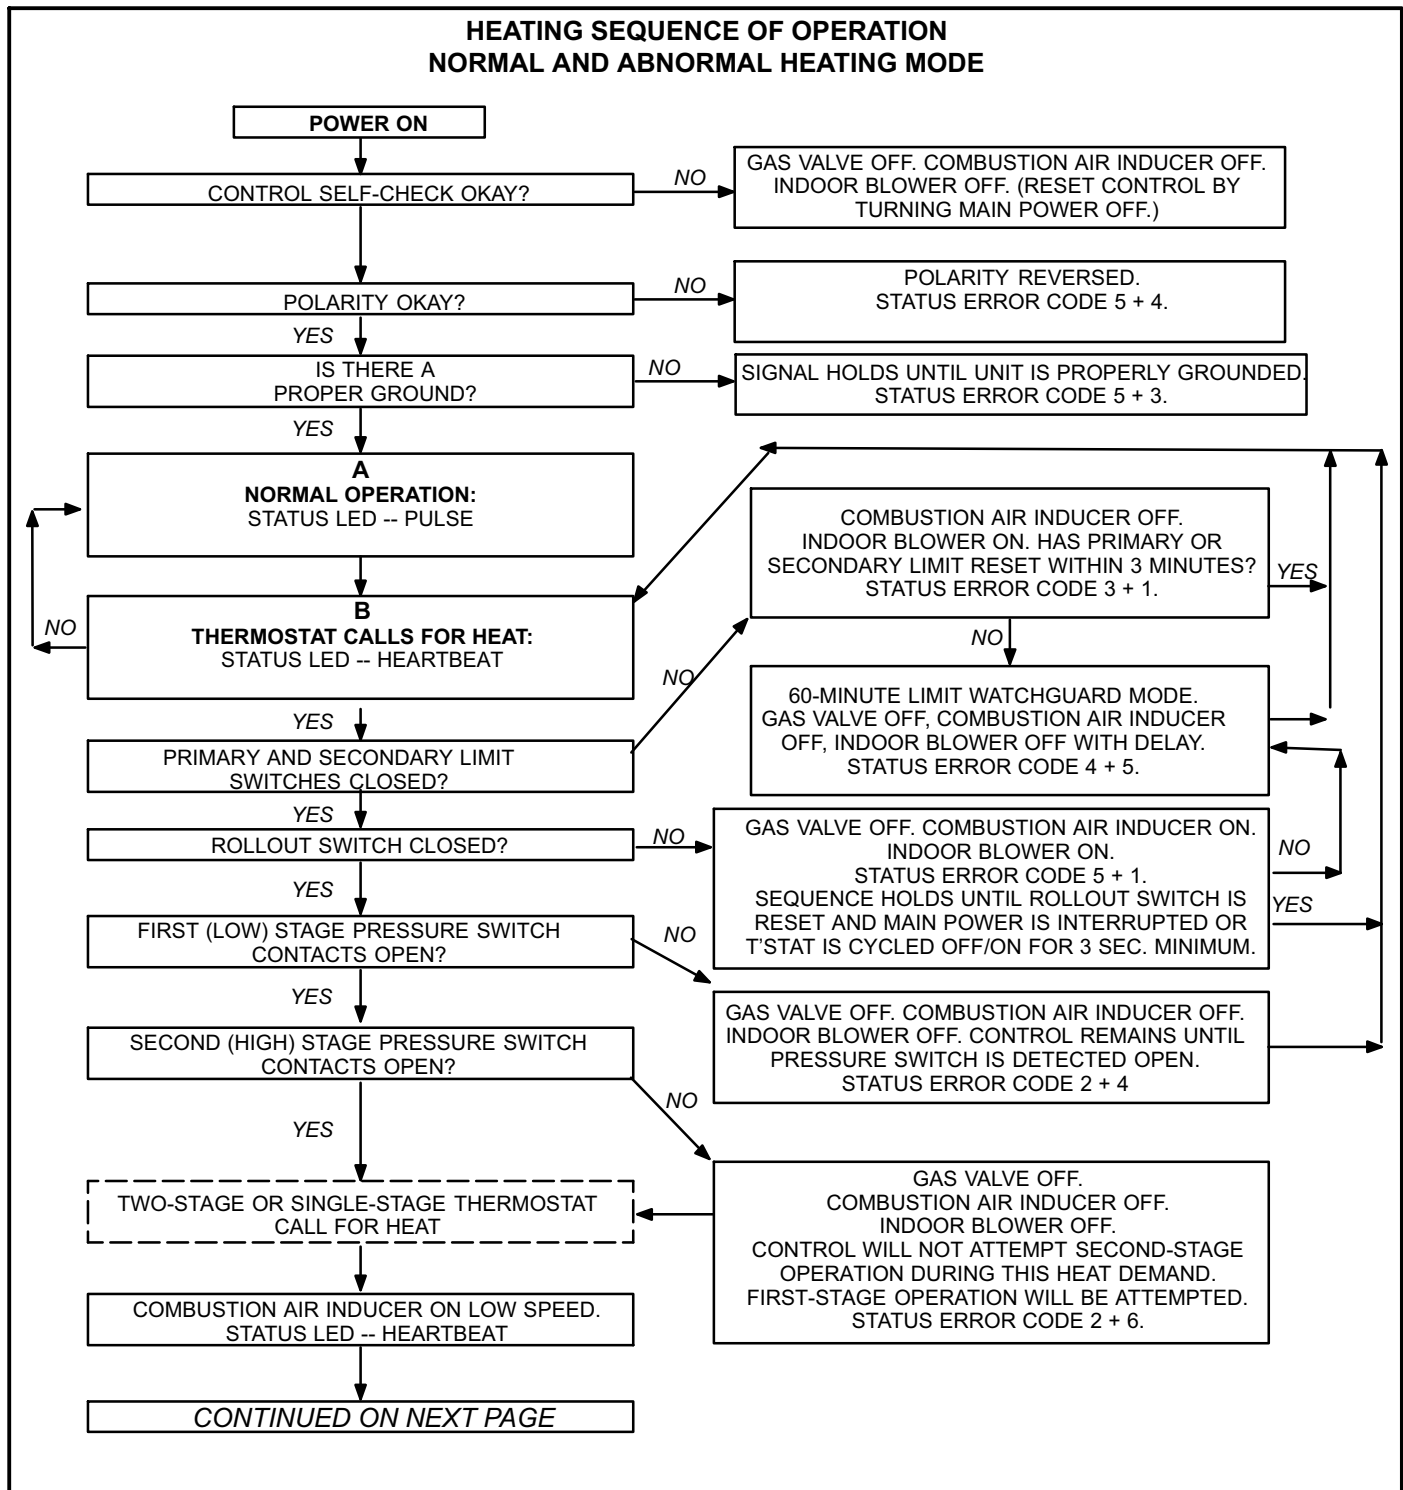 HEATING SEQUENCE OF OPERATION
NORMAL AND ABNORMAL HEATING MODE
POWER ON
CONTROL SELF-CHECK OKAY?
NO
GAS VALVE OFF. COMBUSTION AIR INDUCER OFF.
INDOOR BLOWER OFF. (RESET CONTROL BY
TURNING MAIN POWER OFF.)
POLARITY OKAY?
NO
POLARITY REVERSED.
STATUS ERROR CODE 5 + 4.
YES
IS THERE A
PROPER GROUND?
NO
SIGNAL HOLDS UNTIL UNIT IS PROPERLY GROUNDED.
STATUS ERROR CODE 5 + 3.
YES
A
NORMAL OPERATION:
STATUS LED -- PULSE
COMBUSTION AIR INDUCER OFF.
INDOOR BLOWER ON. HAS PRIMARY OR
SECONDARY LIMIT RESET WITHIN 3 MINUTES?
STATUS ERROR CODE 3 + 1.
YES
NO
B
THERMOSTAT CALLS FOR HEAT:
STATUS LED -- HEARTBEAT
NO
NO
YES
60-MINUTE LIMIT WATCHGUARD MODE.
GAS VALVE OFF, COMBUSTION AIR INDUCER
OFF, INDOOR BLOWER OFF WITH DELAY.
STATUS ERROR CODE 4 + 5.
PRIMARY AND SECONDARY LIMIT
SWITCHES CLOSED?
YES
ROLLOUT SWITCH CLOSED?
NO
GAS VALVE OFF. COMBUSTION AIR INDUCER ON.
INDOOR BLOWER ON.
STATUS ERROR CODE 5 + 1.
SEQUENCE HOLDS UNTIL ROLLOUT SWITCH IS
RESET AND MAIN POWER IS INTERRUPTED OR
T'STAT IS CYCLED OFF/ON FOR 3 SEC. MINIMUM.
NO
YES
YES
FIRST (LOW) STAGE PRESSURE SWITCH
CONTACTS OPEN?
NO
GAS VALVE OFF. COMBUSTION AIR INDUCER OFF.
INDOOR BLOWER OFF. CONTROL REMAINS UNTIL
PRESSURE SWITCH IS DETECTED OPEN.
STATUS ERROR CODE 2 + 4
YES
SECOND (HIGH) STAGE PRESSURE SWITCH
CONTACTS OPEN?
NO
YES
GAS VALVE OFF.
COMBUSTION AIR INDUCER OFF.
INDOOR BLOWER OFF.
CONTROL WILL NOT ATTEMPT SECOND-STAGE
OPERATION DURING THIS HEAT DEMAND.
FIRST-STAGE OPERATION WILL BE ATTEMPTED.
STATUS ERROR CODE 2 + 6.
TWO-STAGE OR SINGLE-STAGE THERMOSTAT
CALL FOR HEAT
COMBUSTION AIR INDUCER ON LOW SPEED.
STATUS LED -- HEARTBEAT
CONTINUED ON NEXT PAGE